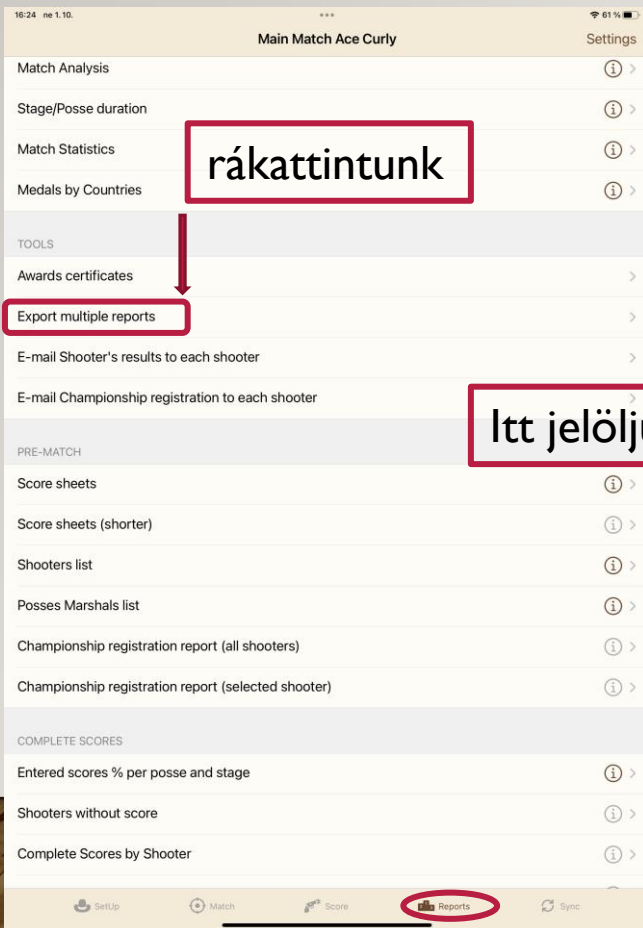 16:24 ne 1. 10.
61 %
Main Match Ace Curly
Settings
Match Analysis
Stage/Posse duration
Match Statistics
rákattintunk
Medals by Countries
TOOLS
Awards certificates
Export multiple reports
E-mail Shooter's results to each shooter
E-mail Championship registration to each shooter
Itt
PRE-MATCH
Score sheets
Score sheets (shorter)
Shooters list
Posses Marshals list
Championship registration report (all shooters)
Championship registration report (selected shooter)
COMPLETE SCORES
Entered scores % per posse and stage
Shooters without score
Complete Scores by Shooter
SetUp
Match
Score
Reports
Sync